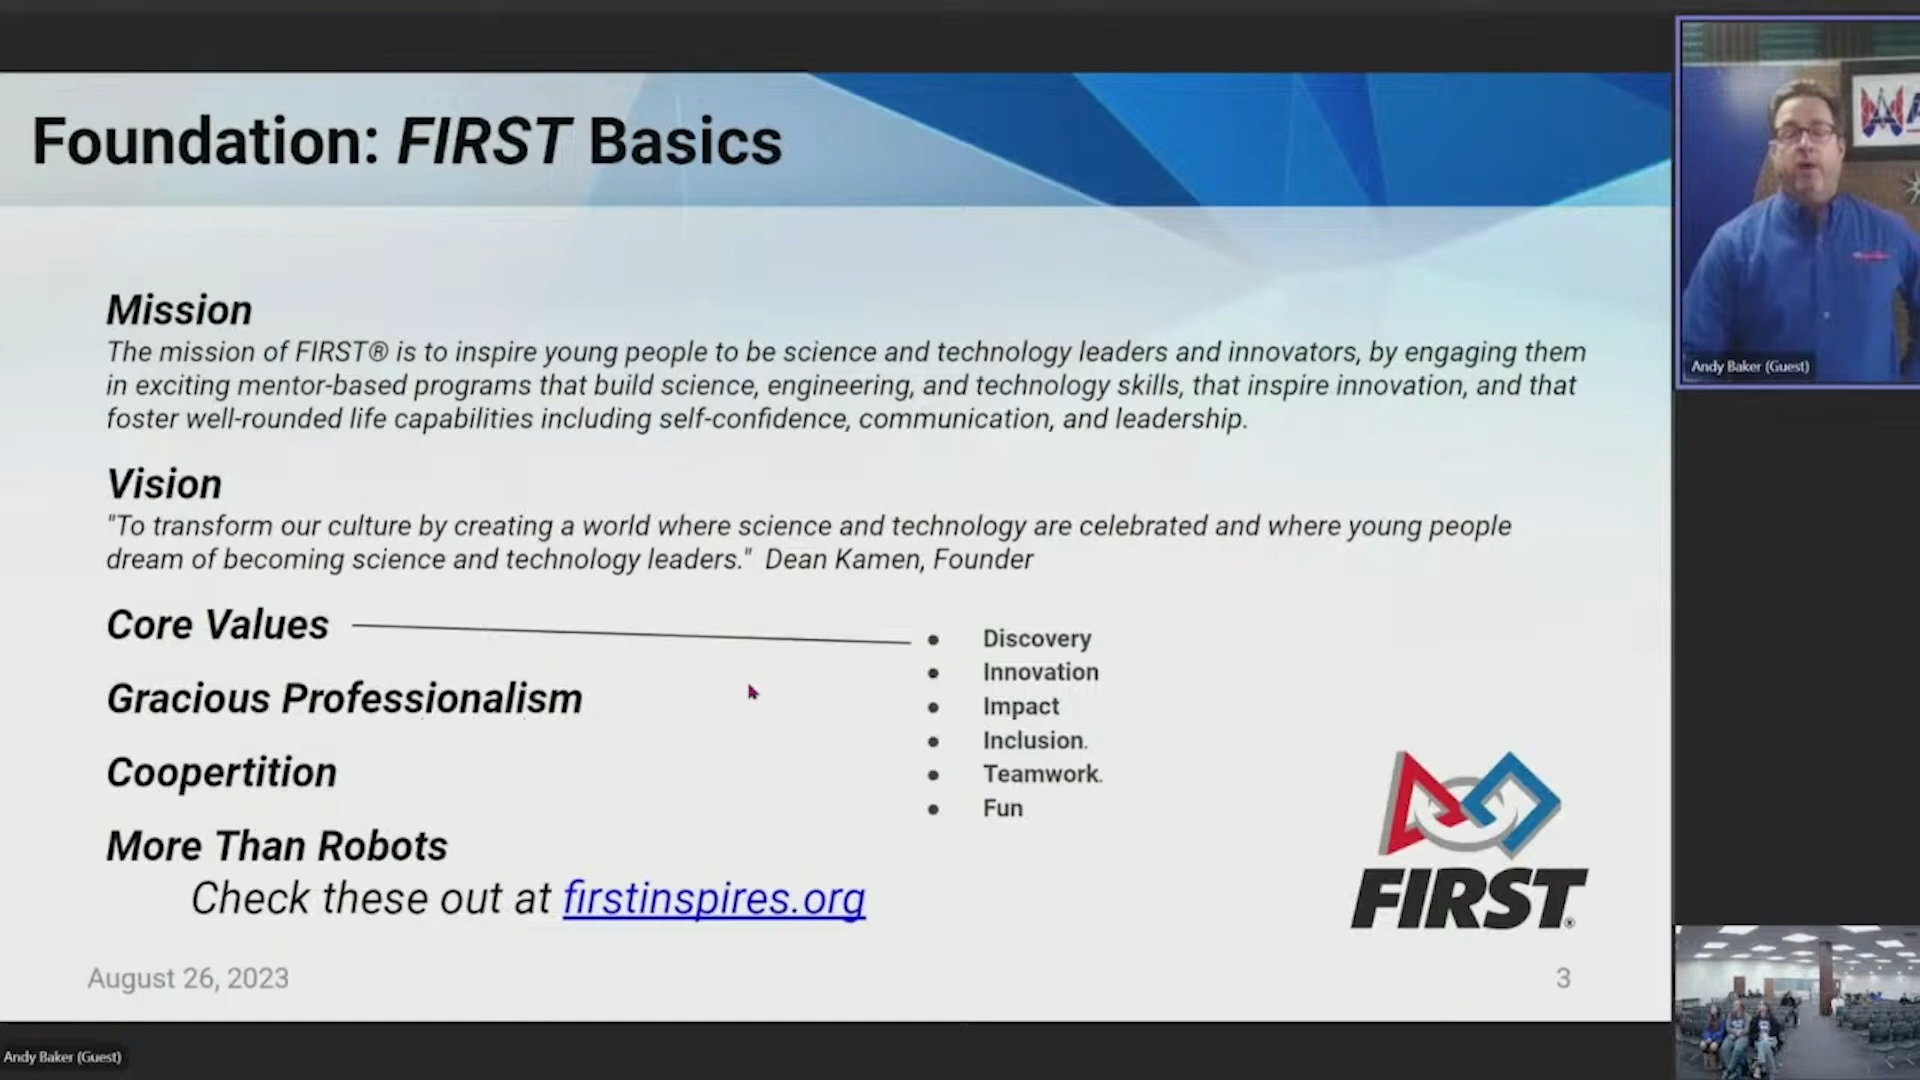 Foundation: FIRST Basics
Mission
The mission of FIRST® is to inspire young people to be science and technology leaders and innovators, by engaging them
in exciting mentor-based programs that build science, engineering, and technology skills, that inspire innovation, and that
foster well-rounded life capabilities including self-confidence, communication, and leadership.
Vision
"To transform our culture by creating a world where science and technology are celebrated and where young people
dream of becoming science and technology leaders." Dean Kamen, Founder
Core Values
Discovery
Innovation
Impact
Inclusion.
Teamwork.
Fun
Gracious Professionalism
Coopertition
More Than Robots
Check these out at firstinspires.org
FIRST®
August 26, 2023
3
Andy Baker (Guest)
Andy Baker (Guest)